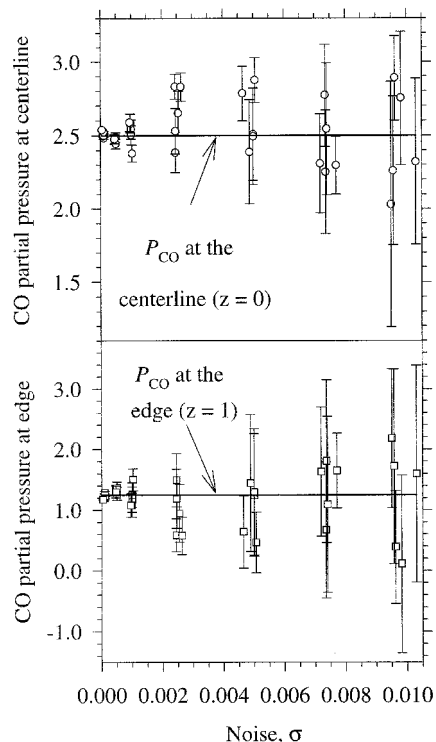 CO partial pressure at centerline
3.0
2.5
2.0
1.5
P_CO at the
centerline (z = 0)
CO partial pressure at edge
3.0
2.0
1.0
0.0
-1.0
P_CO at the
edge (z = 1)
0.000 0.002 0.004 0.006 0.008 0.010
Noise, σ